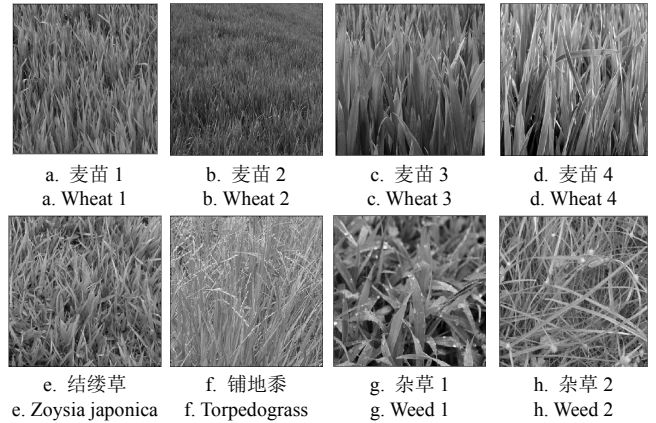 a. 麦苗 1
a. Wheat 1
b. 麦苗 2
b. Wheat 2
c. 麦苗 3
c. Wheat 3
d. 麦苗 4
d. Wheat 4
e. 结缕草
e. Zoysia japonica
f. 铺地黍
f. Torpedograss
g. 杂草 1
g. Weed 1
h. 杂草 2
h. Weed 2